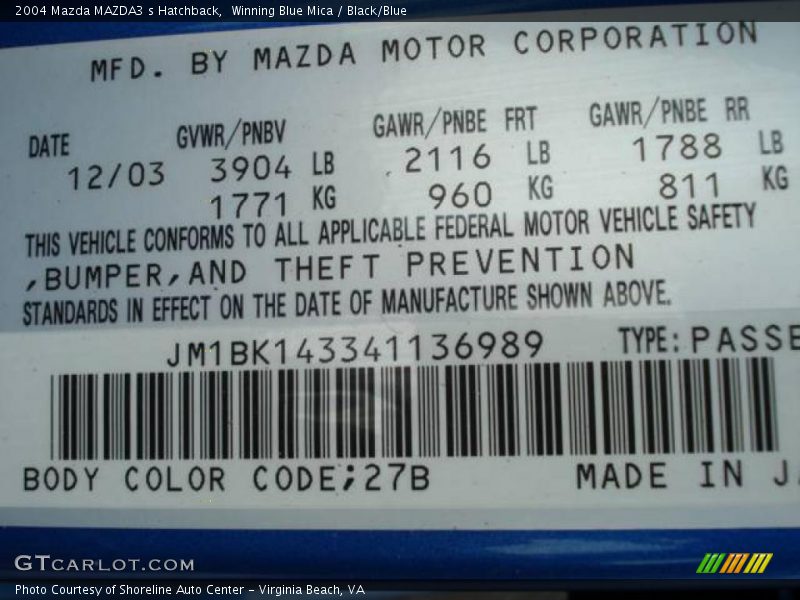 2004 Mazda MAZDA3 s Hatchback,  Winning Blue Mica / Black/Blue
MFD. BY MAZDA MOTOR CORPORATION
DATE GVWR/PNBV GAWR/PNBE FRT GAWR/PNBE RR
12/03 3904 LB 2116 LB 1788 LB
1771 KG 960 KG 811 KG
THIS VEHICLE CONFORMS TO ALL APPLICABLE FEDERAL MOTOR VEHICLE SAFETY
,BUMPER,AND THEFT PREVENTION
STANDARDS IN EFFECT ON THE DATE OF MANUFACTURE SHOWN ABOVE.
JM1BK143341136989 TYPE:PASSE
BODY COLOR CODE;27B MADE IN J
GTCARLOT.COM
Photo Courtesy of Shoreline Auto Center - Virginia Beach, VA